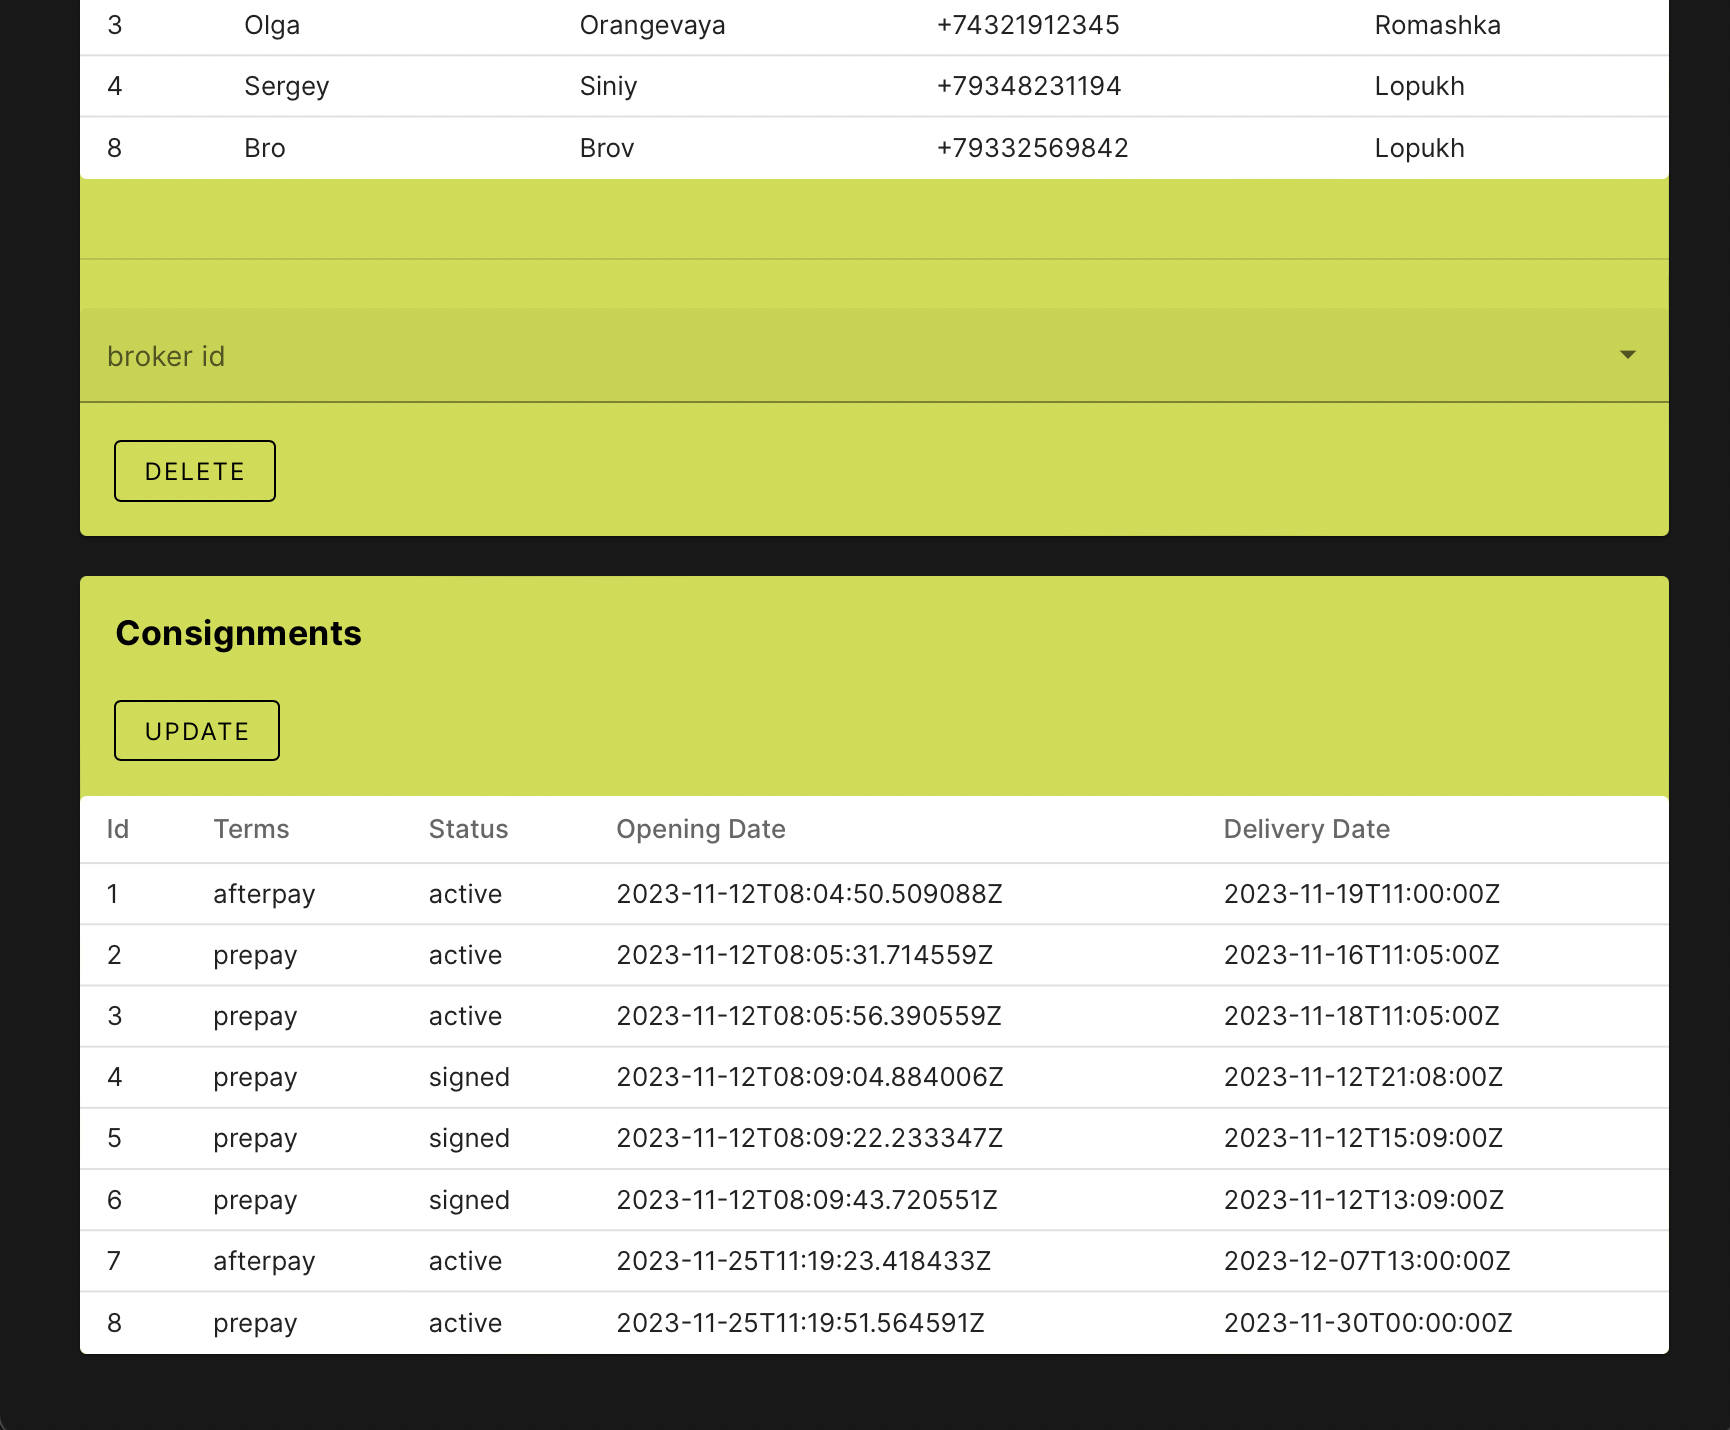 3 Olga Orangevaya +74321912345 Romashka
4 Sergey Siniy +79348231194 Lopukh
8 Bro Brov +79332569842 Lopukh
broker id
DELETE
Consignments
UPDATE
Id Terms Status Opening Date Delivery Date
1 afterpay active 2023-11-12T08:04:50.509088Z 2023-11-19T11:00:00Z
2 prepay active 2023-11-12T08:05:31.714559Z 2023-11-16T11:05:00Z
3 prepay active 2023-11-12T08:05:56.390559Z 2023-11-18T11:05:00Z
4 prepay signed 2023-11-12T08:09:04.884006Z 2023-11-12T21:08:00Z
5 prepay signed 2023-11-12T08:09:22.233347Z 2023-11-12T15:09:00Z
6 prepay signed 2023-11-12T08:09:43.720551Z 2023-11-12T13:09:00Z
7 afterpay active 2023-11-25T11:19:23.418433Z 2023-12-07T13:00:00Z
8 prepay active 2023-11-25T11:19:51.564591Z 2023-11-30T00:00:00Z